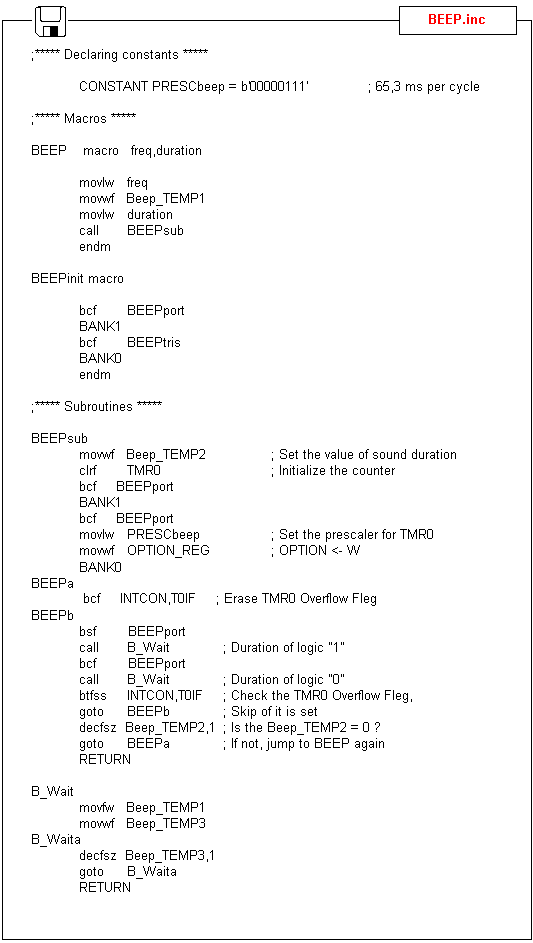 BEEP.inc
;***** Declaring constants *****
CONSTANT PRESCbeep = b'00000111' ; 65,3 ms per cycle
;***** Macros *****
BEEP macro freq,duration
movlw freq
movwf Beep_TEMP1
movlw duration
call BEEPsub
endm
BEEPinit macro
bcf BEEPport
BANK1
bcf BEEPtris
BANK0
endm
;***** Subroutines *****
BEEPsub
movwf Beep_TEMP2 ; Set the value of sound duration
clrf TMR0 ; Initialize the counter
bcf BEEPport
BANK1
bcf BEEPport
movlw PRESCbeep ; Set the prescaler for TMR0
movwf OPTION_REG ; OPTION <- W
BANK0
BEEPa
bcf INTCON,T0IF ; Erase TMR0 Overflow Fleg
BEEPb
bsf BEEPport
call B_Wait ; Duration of logic "1"
bcf BEEPport
call B_Wait ; Duration of logic "0"
btfss INTCON,T0IF ; Check the TMR0 Overflow Fleg,
goto BEEPb ; Skip of it is set
decfsz Beep_TEMP2,1 ; Is the Beep_TEMP2 = 0 ?
goto BEEPa ; If not, jump to BEEP again
RETURN
B_Wait
movfw Beep_TEMP1
movwf Beep_TEMP3
B_Waita
decfsz Beep_TEMP3,1
goto B_Waita
RETURN